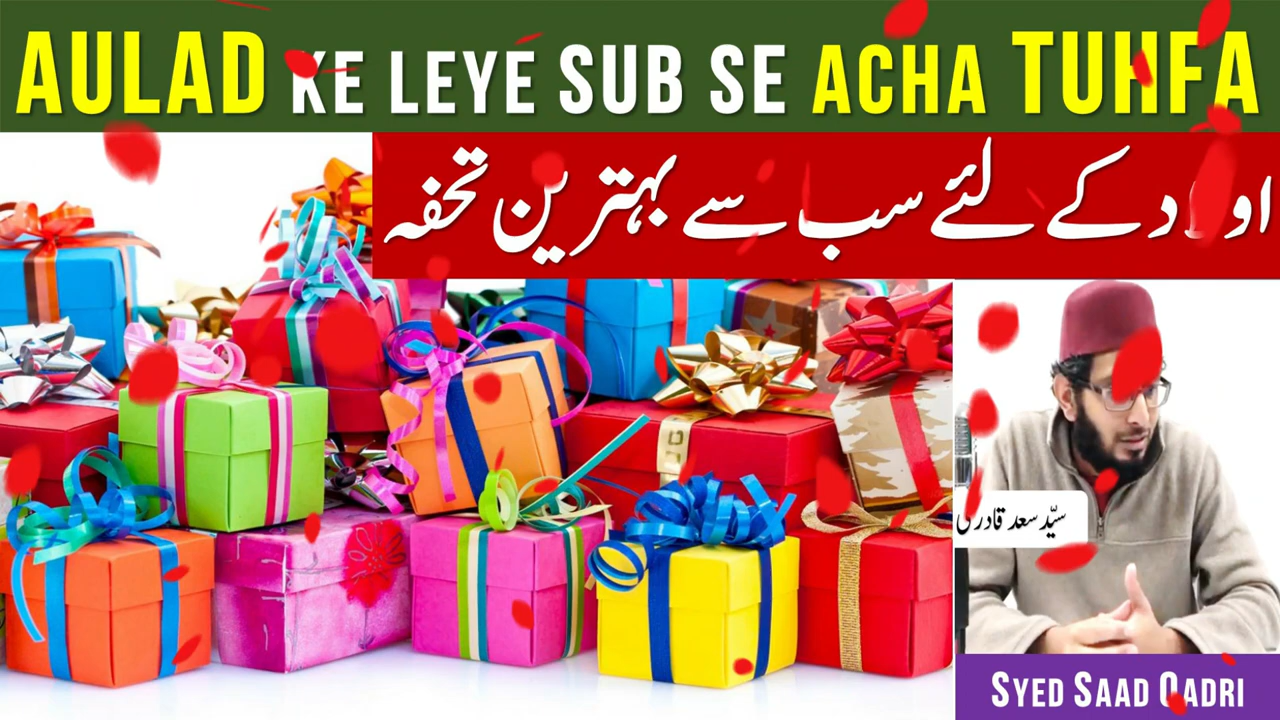 AULAD KE LEYE SUB SE ACHA TUHFA
اولاد کے لئے سب سے بہترین تحفہ
سیّد سعد قادری
SYED SAAD QADRI